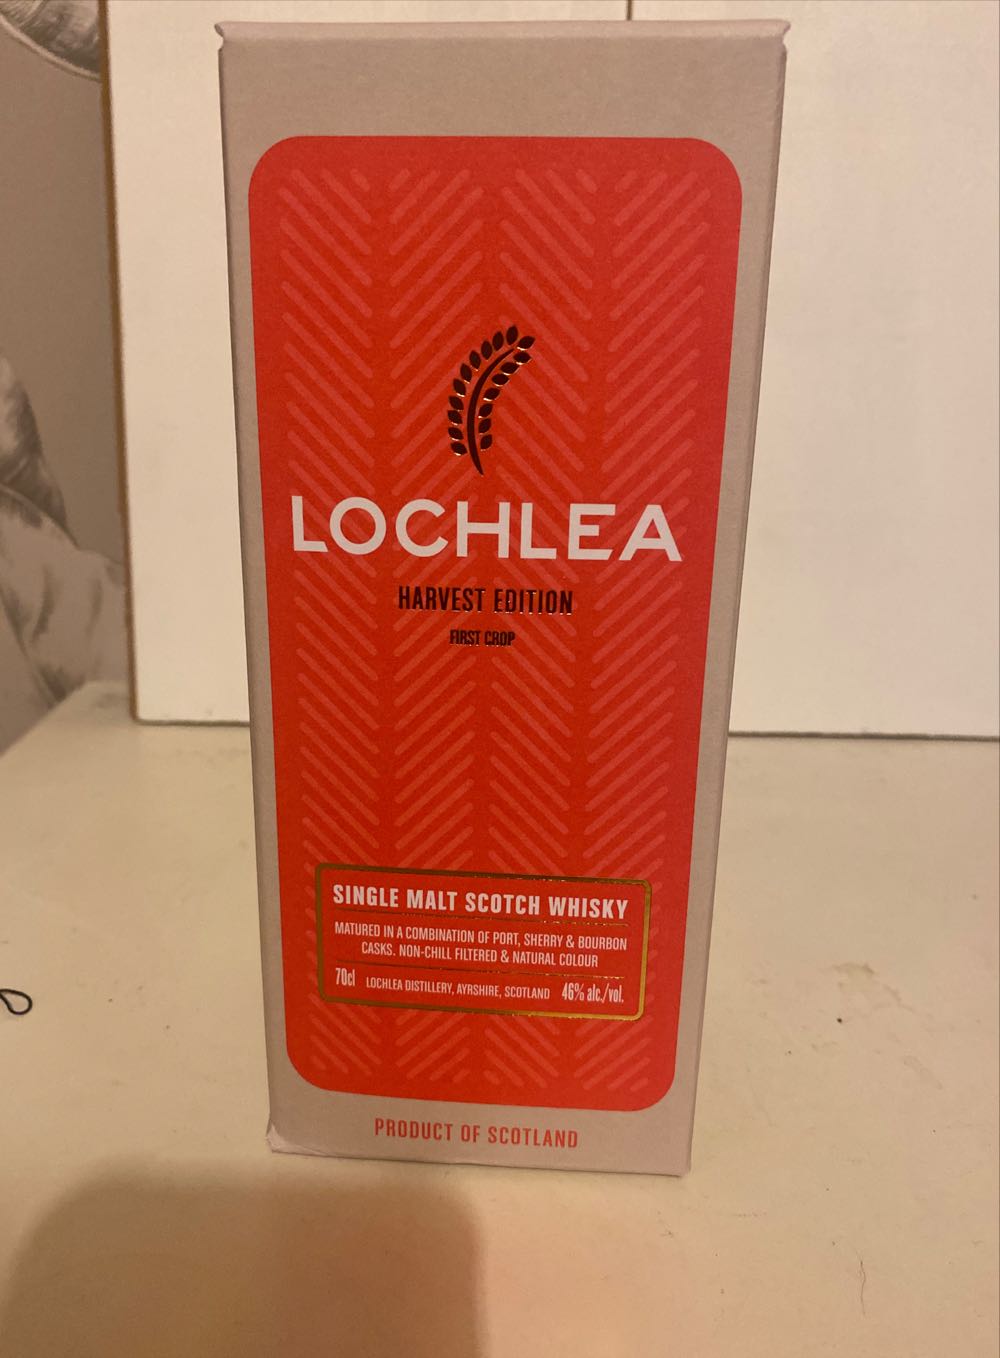 LOCHLEA
HARVEST EDITION
FIRST CROP
SINGLE MALT SCOTCH WHISKY
MATURED IN A COMBINATION OF PORT, SHERRY & BOURBON
CASKS. NON-CHILL FILTERED & NATURAL COLOUR
70cl LOCHLEA DISTILLERY, AYRSHIRE, SCOTLAND 46% alc./vol.
PRODUCT OF SCOTLAND